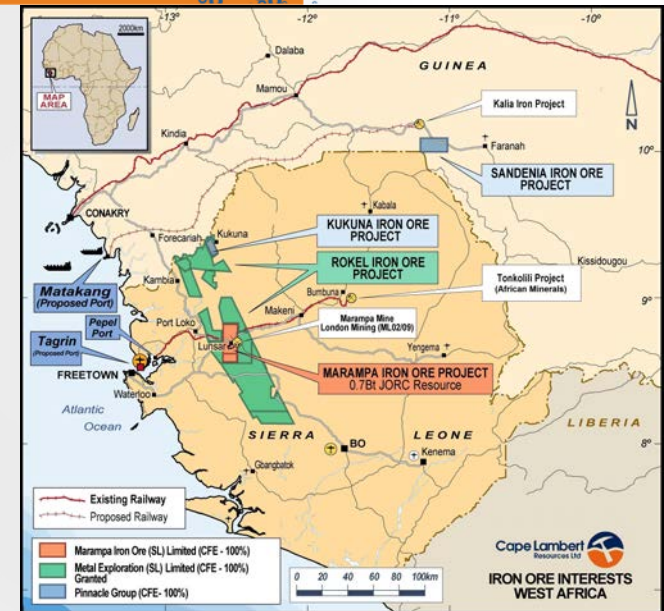 -13°
-12°
-11°
-10°
2000km
MAP
AREA
Dalaba
GUINEA
Mamou
Kalia Iron Project
N
Kindia
Faranah
10°
SANDENIA IRON ORE
PROJECT
CONAKRY
Forecariah
Kukuna
Kabala
KUKUNA IRON ORE
PROJECT
ROKEL IRON ORE
PROJECT
Kissidougou
Matakang
(Proposed Port)
Kambia
Tonkolili Project
(African Minerals)
Bumbuna
9°
Makeni
Pepel
Port
Port Loko
Marampa Mine
London Mining (ML02/09)
Tagrin
(Proposed Port)
Lunsar
Yengema
FREETOWN
MARAMPA IRON ORE PROJECT
0.7Bt JORC Resource
Waterloo
Atlantic
Ocean
LIBERIA
SIERRA
LEONE
BO
8°
Kenema
Gbangbatok
Existing Railway
Proposed Railway
Marampa Iron Ore (SL) Limited (CFE - 100%)
Metal Exploration (SL) Limited (CFE - 100%)
Granted
Pinnacle Group (CFE- 100%)
0 20 40 60 80 100km
Cape Lambert
Resources Ltd
IRON ORE INTERESTS
WEST AFRICA